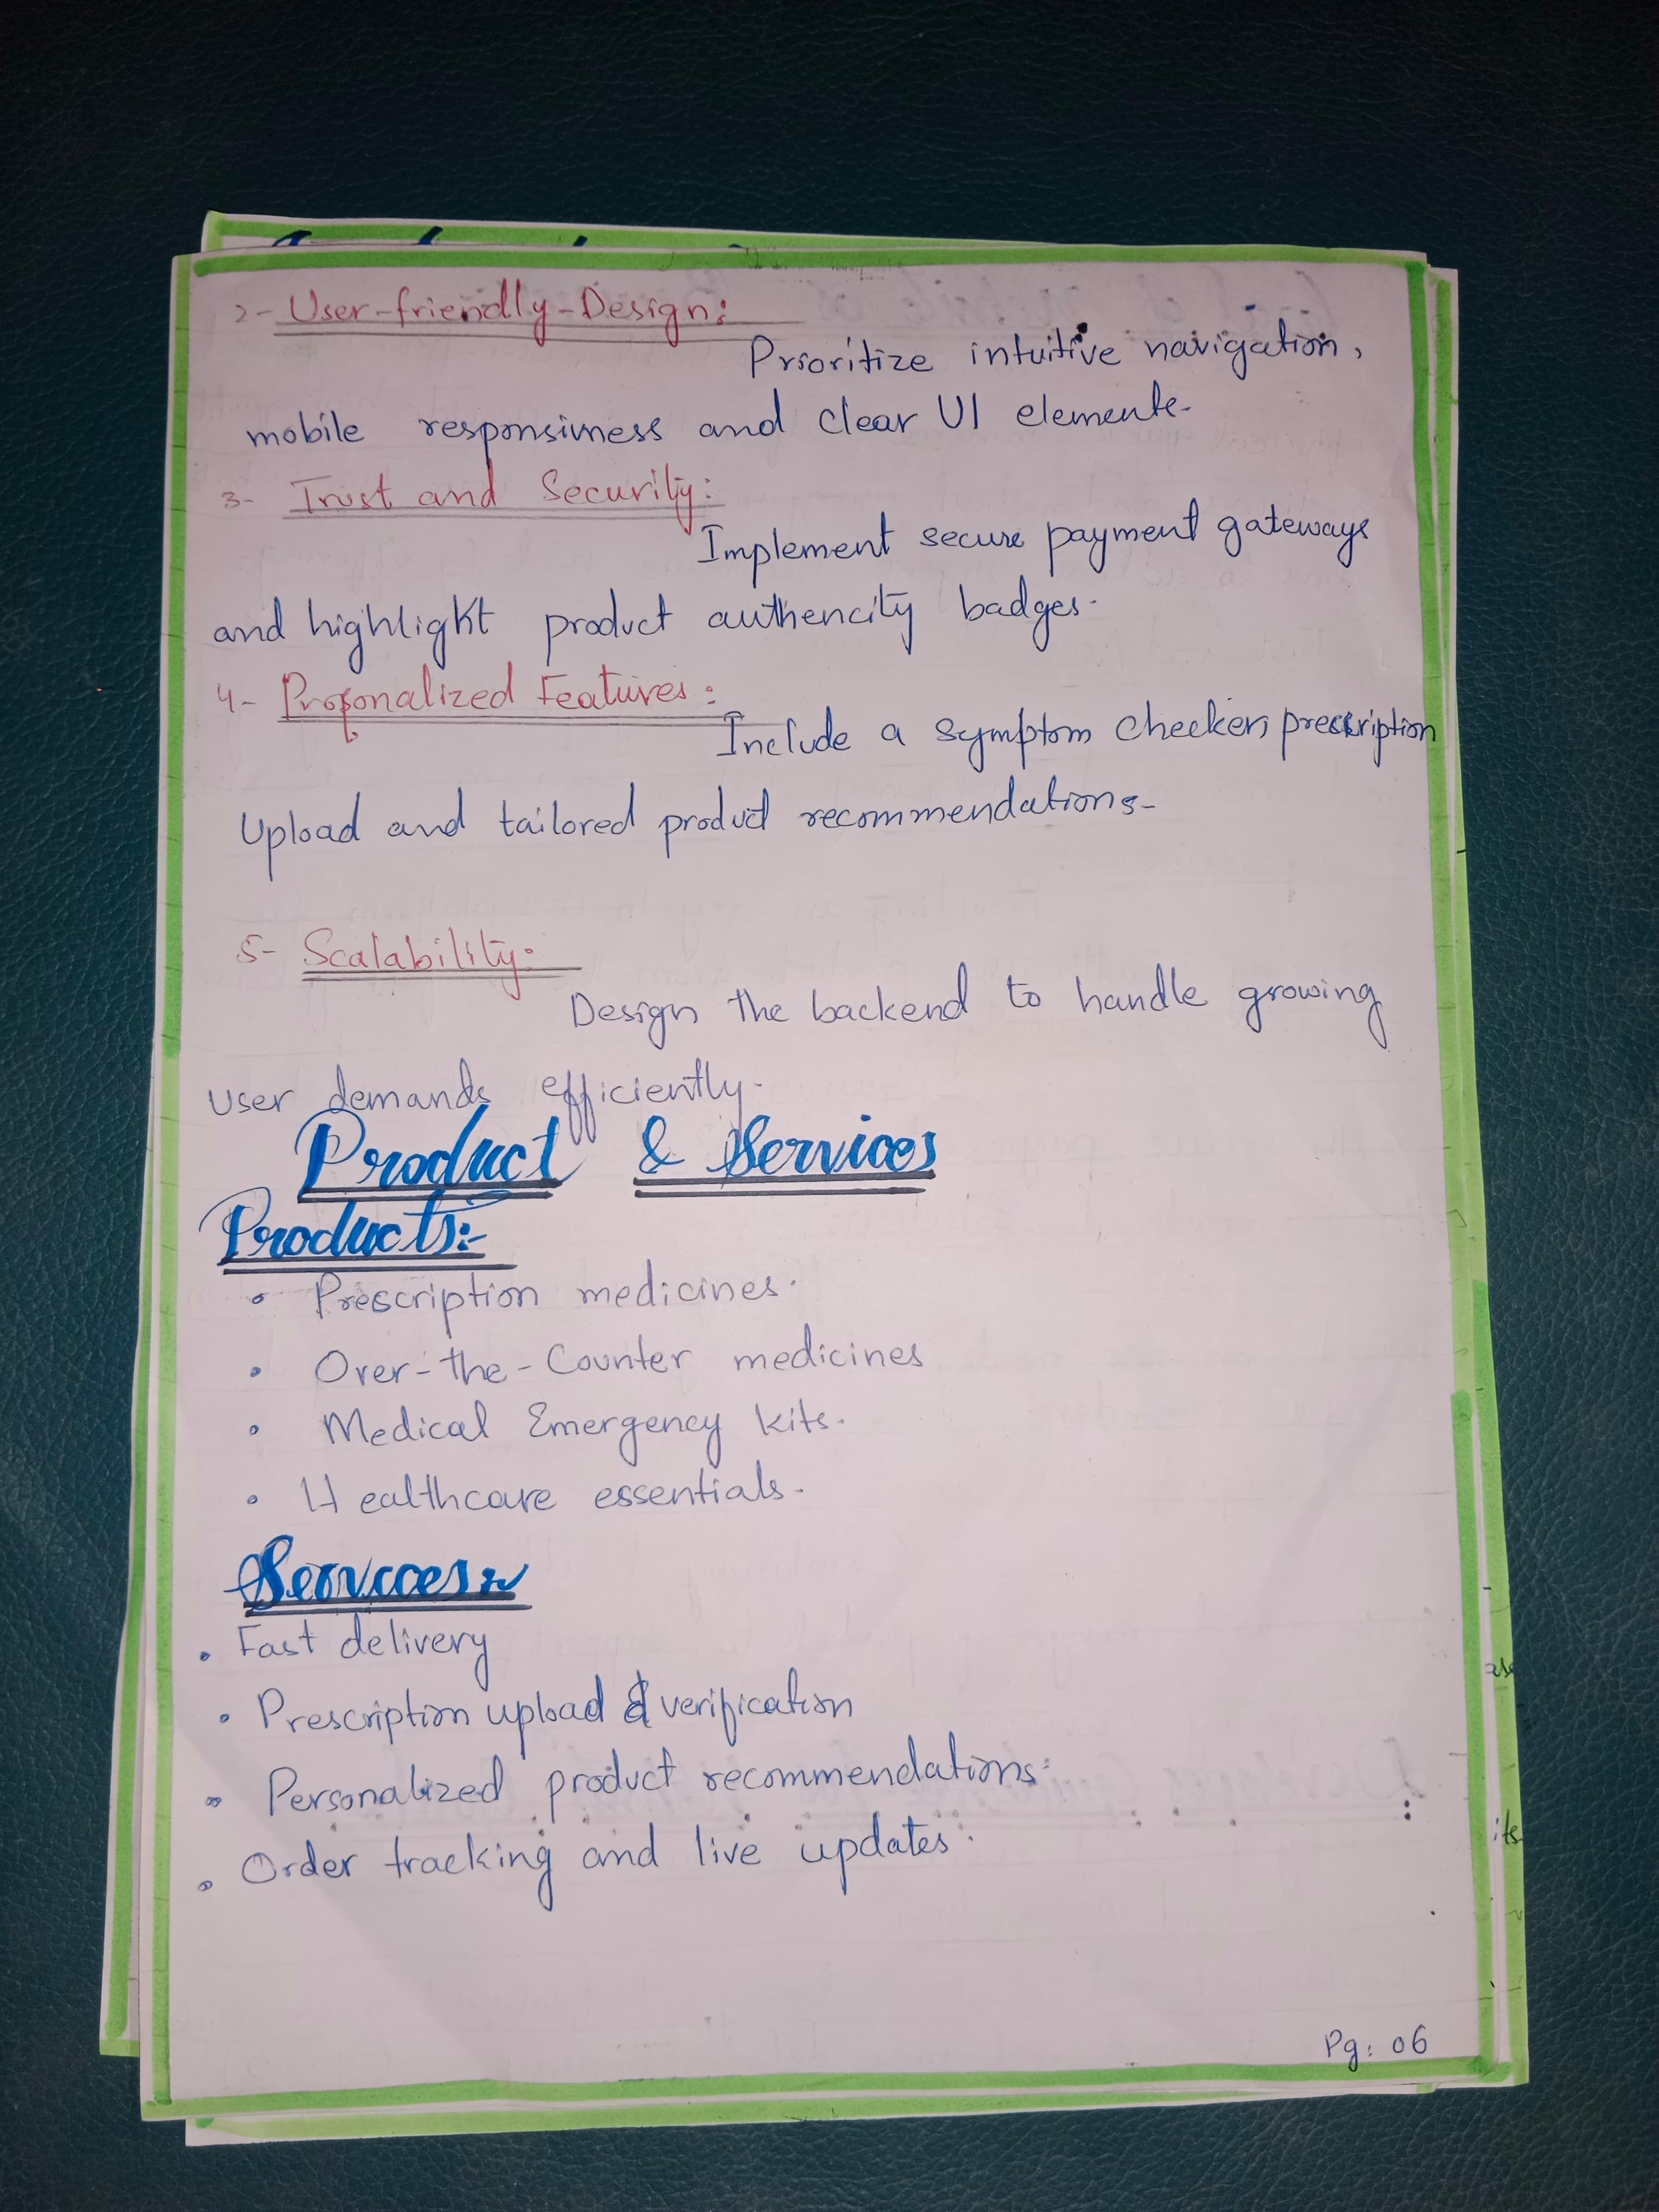 2- User-friendly-Design:
Prioritize intuitive navigation,
mobile responsivness and clear UI elements-
3- Trust and Security:
Implement secure payment gateways
and highlight product authencity badges.
4- Prosonalized Features:
Include a symptom checker, prescription
Upload and tailored product recommendations-
5- Scalability:
Design the backend to handle growing
user demands efficiently.
Product & Services
Products:-
• Prescription medicines.
• Over-the-Counter medicines
• Medical Emergency kits.
• Healthcare essentials.
Services:~
• Fast delivery
• Prescription upload & verification
• Personalized product recommendations.
• Order tracking and live updates.
Pg: 06